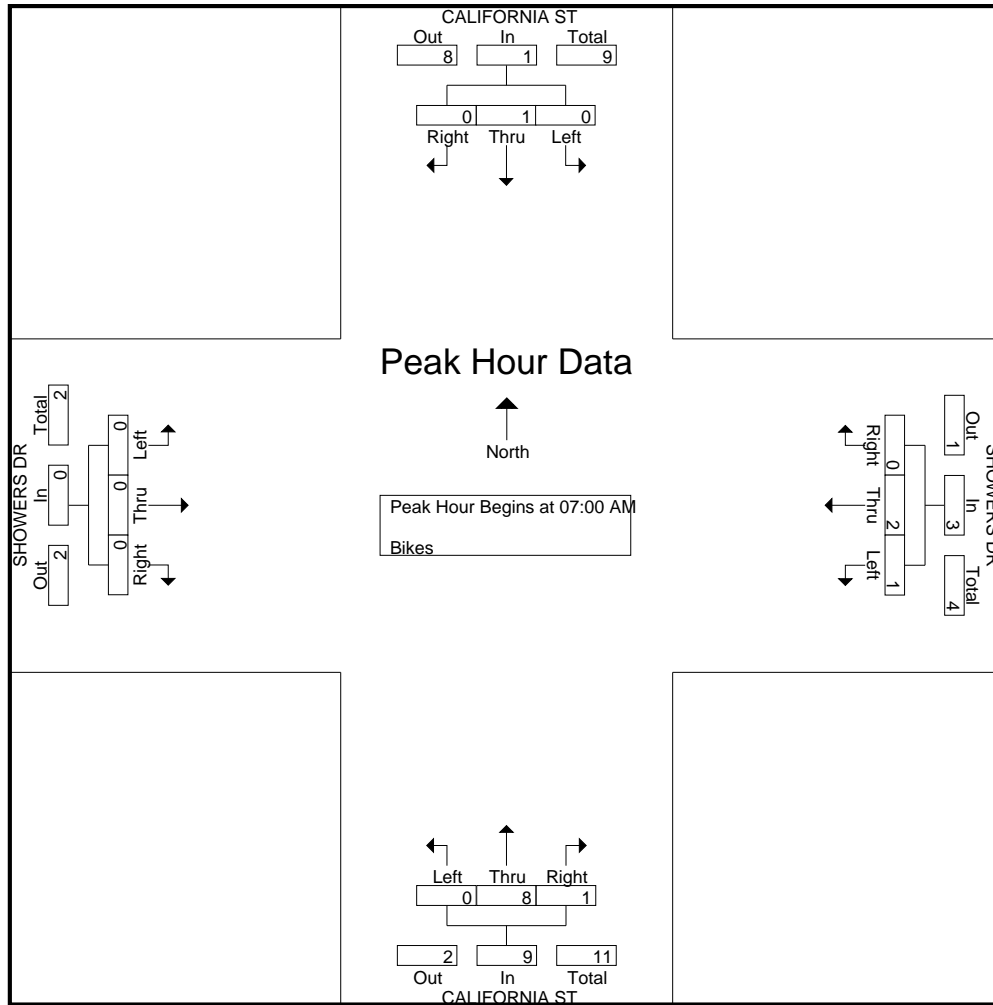 CALIFORNIA ST
Out In Total
8 1 9
0 1 0
Right Thru Left
Peak Hour Data
North
Peak Hour Begins at 07:00 AM
Bikes
SHOWERS DR
Total In Out
2 0 2
0 0 0
Left Thru Right
Right Thru Left
0 2 1
1 3 4
Out In Total
SHOWERS DR
Left Thru Right
0 8 1
2 9 11
Out In Total
CALIFORNIA ST